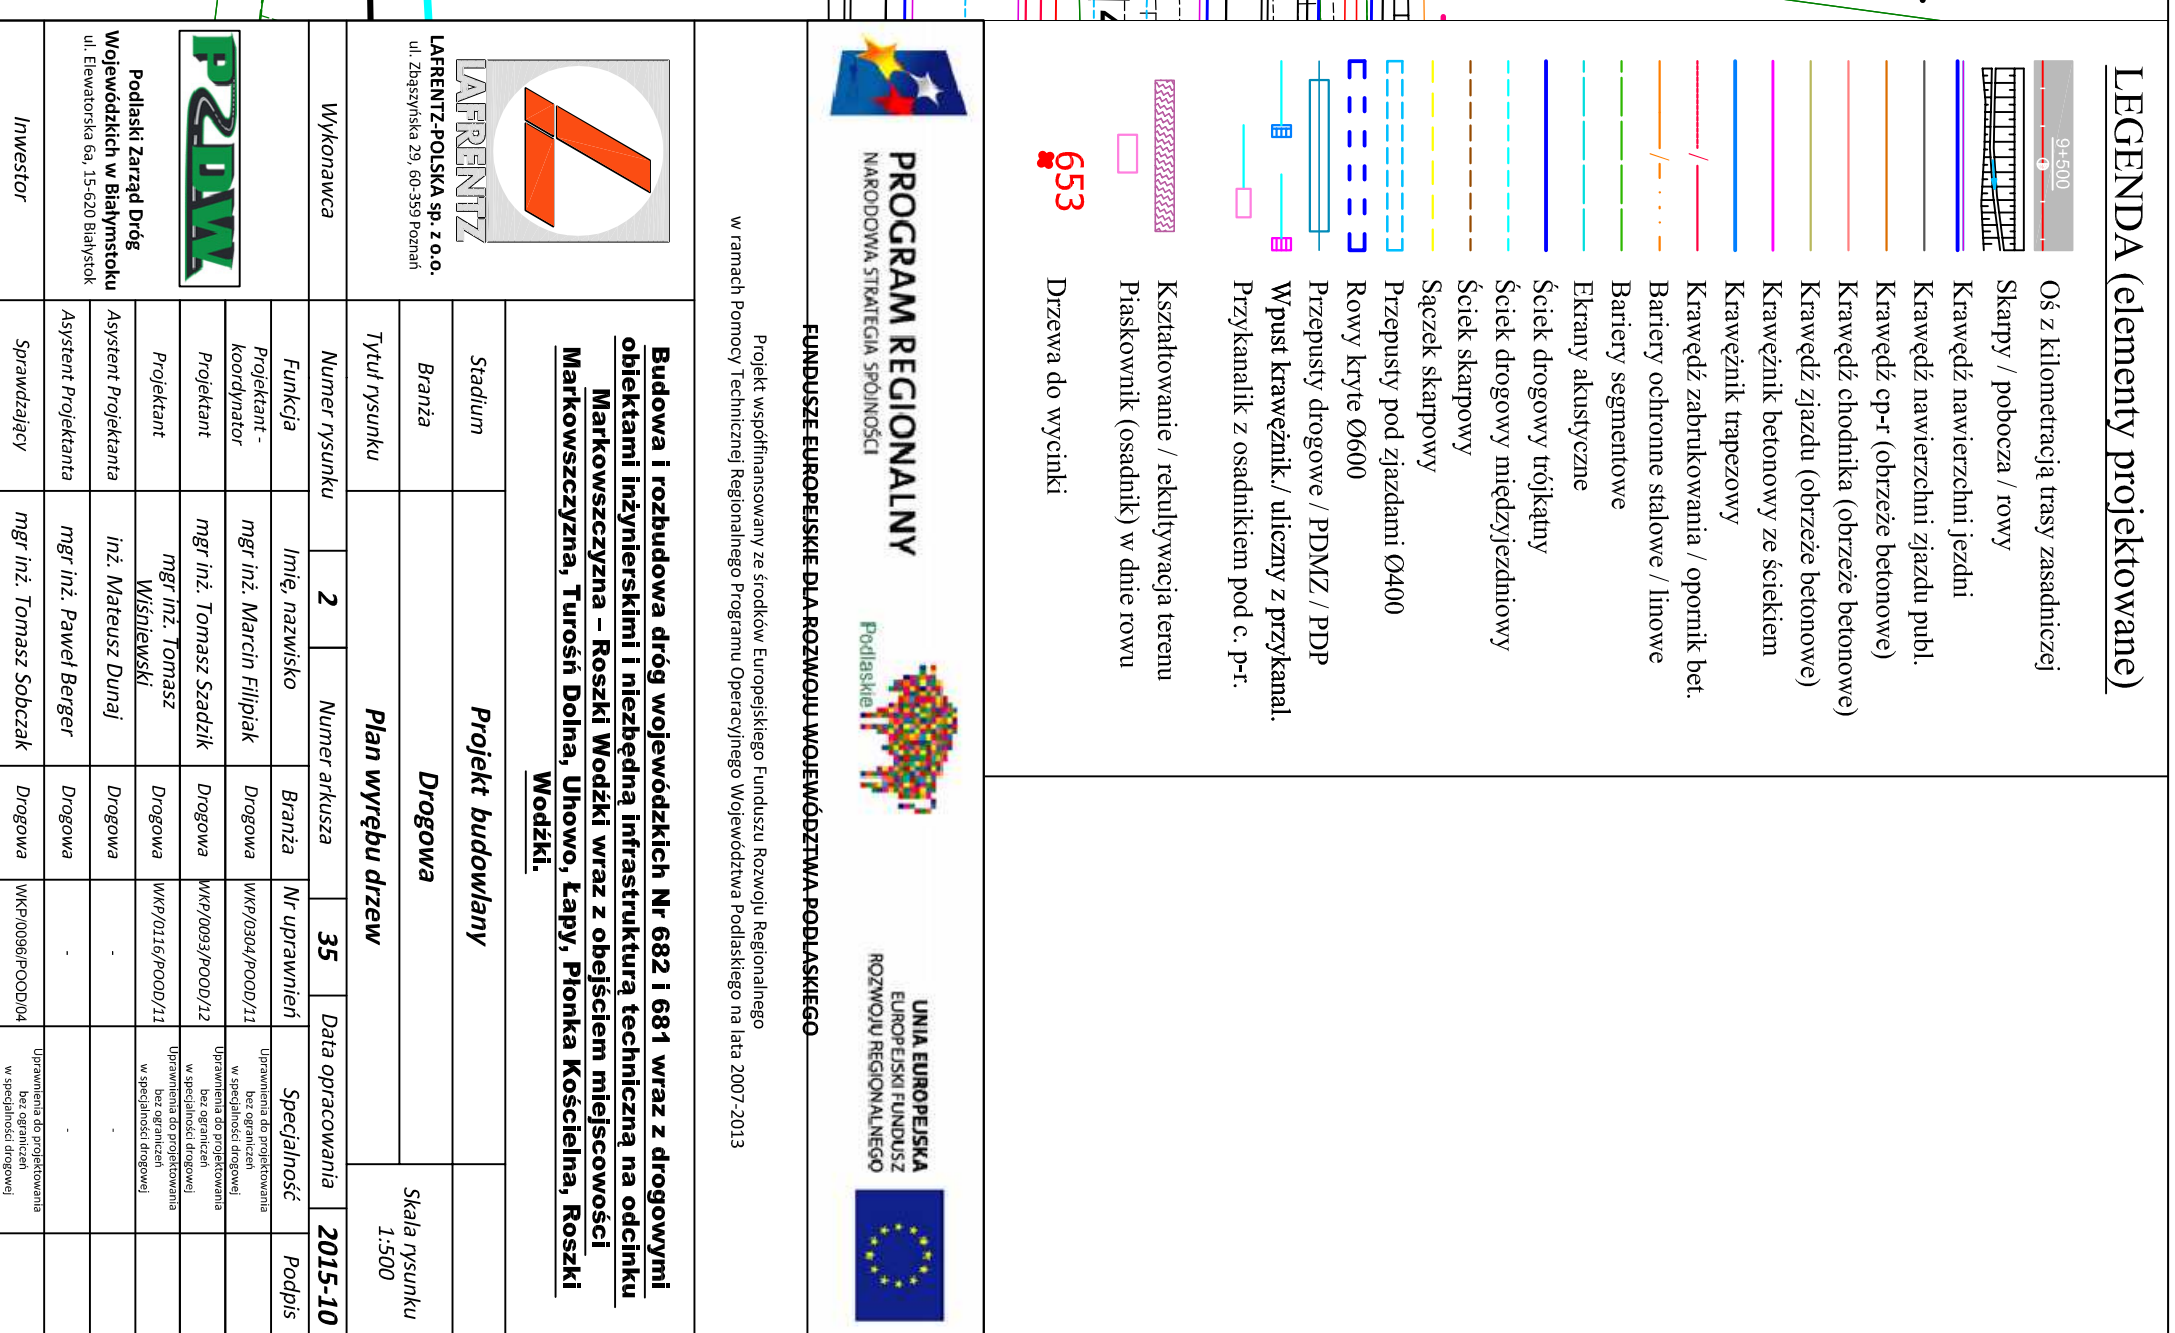 LEGENDA (elementy projektowane)
9+500
Oś z kilometracją trasy zasadniczej
Skarpy / pobocza / rowy
Krawędź nawierzchni jezdni
Krawędź nawierzchni zjazdu publ.
Krawędź cp-r (obrzeże betonowe)
Krawędź chodnika (obrzeże betonowe)
Krawędź zjazdu (obrzeże betonowe)
Krawężnik betonowy ze ściekiem
Krawężnik trapezowy
Krawędź zabrukowania / opornik bet.
Bariery ochronne stalowe / linowe
Bariery segmentowe
Ekrany akustyczne
Ściek drogowy trójkątny
Ściek drogowy międzyjezdniowy
Ściek skarpowy
Sączek skarpowy
Przepusty pod zjazdami Ø400
Rowy kryte Ø600
Przepusty drogowe / PDMZ / PDP
Wpust krawężnik./ uliczny z przykanal.
Przykanalik z osadnikiem pod c. p-r.
Kształtowanie / rekultywacja terenu
Piaskownik (osadnik) w dnie rowu
653
Drzewa do wycinki
PROGRAM REGIONALNY
NARODOWA STRATEGIA SPÓJNOŚCI
Podlaskie
UNIA EUROPEJSKA
EUROPEJSKI FUNDUSZ
ROZWOJU REGIONALNEGO
FUNDUSZE EUROPEJSKIE DLA ROZWOJU WOJEWÓDZTWA PODLASKIEGO
Projekt współfinansowany ze środków Europejskiego Funduszu Rozwoju Regionalnego
w ramach Pomocy Technicznej Regionalnego Programu Operacyjnego Województwa Podlaskiego na lata 2007-2013
LAFRENTZ
LAFRENTZ-POLSKA sp. z o.o.
ul. Zbąszyńska 29, 60-359 Poznań
Wykonawca
Budowa i rozbudowa dróg wojewódzkich Nr 682 i 681 wraz z drogowymi
obiektami inżynierskimi i niezbędną infrastrukturą techniczną na odcinku
Markowszczyzna – Roszki Wodźki wraz z obejściem miejscowości
Markowszczyzna, Turośń Dolna, Uhowo, Łapy, Płonka Kościelna, Roszki
Wodźki.
Stadium
Projekt budowlany
Branża
Drogowa
Tytuł rysunku
Plan wyrębu drzew
Skala rysunku
1:500
Numer rysunku
2
Numer arkusza
35
Data opracowania
2015-10
PZDW
Podlaski Zarząd Dróg
Wojewódzkich w Białymstoku
ul. Elewatorska 6a, 15-620 Białystok
Inwestor
Funkcja
Imię, nazwisko
Branża
Nr uprawnień
Specjalność
Podpis
Projektant -
koordynator
mgr inż. Marcin Filipiak
Drogowa
WKP/0304/POOD/11
Uprawnienia do projektowania
bez ograniczeń
w specjalności drogowej
Projektant
mgr inż. Tomasz Szadzik
Drogowa
WKP/0093/POOD/12
Uprawnienia do projektowania
bez ograniczeń
w specjalności drogowej
Projektant
mgr inż. Tomasz
Wiśniewski
Drogowa
WKP/0116/POOD/11
Uprawnienia do projektowania
bez ograniczeń
w specjalności drogowej
Asystent Projektanta
inż. Mateusz Dunaj
Drogowa
-
-
Asystent Projektanta
mgr inż. Paweł Berger
Drogowa
-
-
Sprawdzający
mgr inż. Tomasz Sobczak
Drogowa
WKP/0096/POOD/04
Uprawnienia do projektowania
bez ograniczeń
w specjalności drogowej